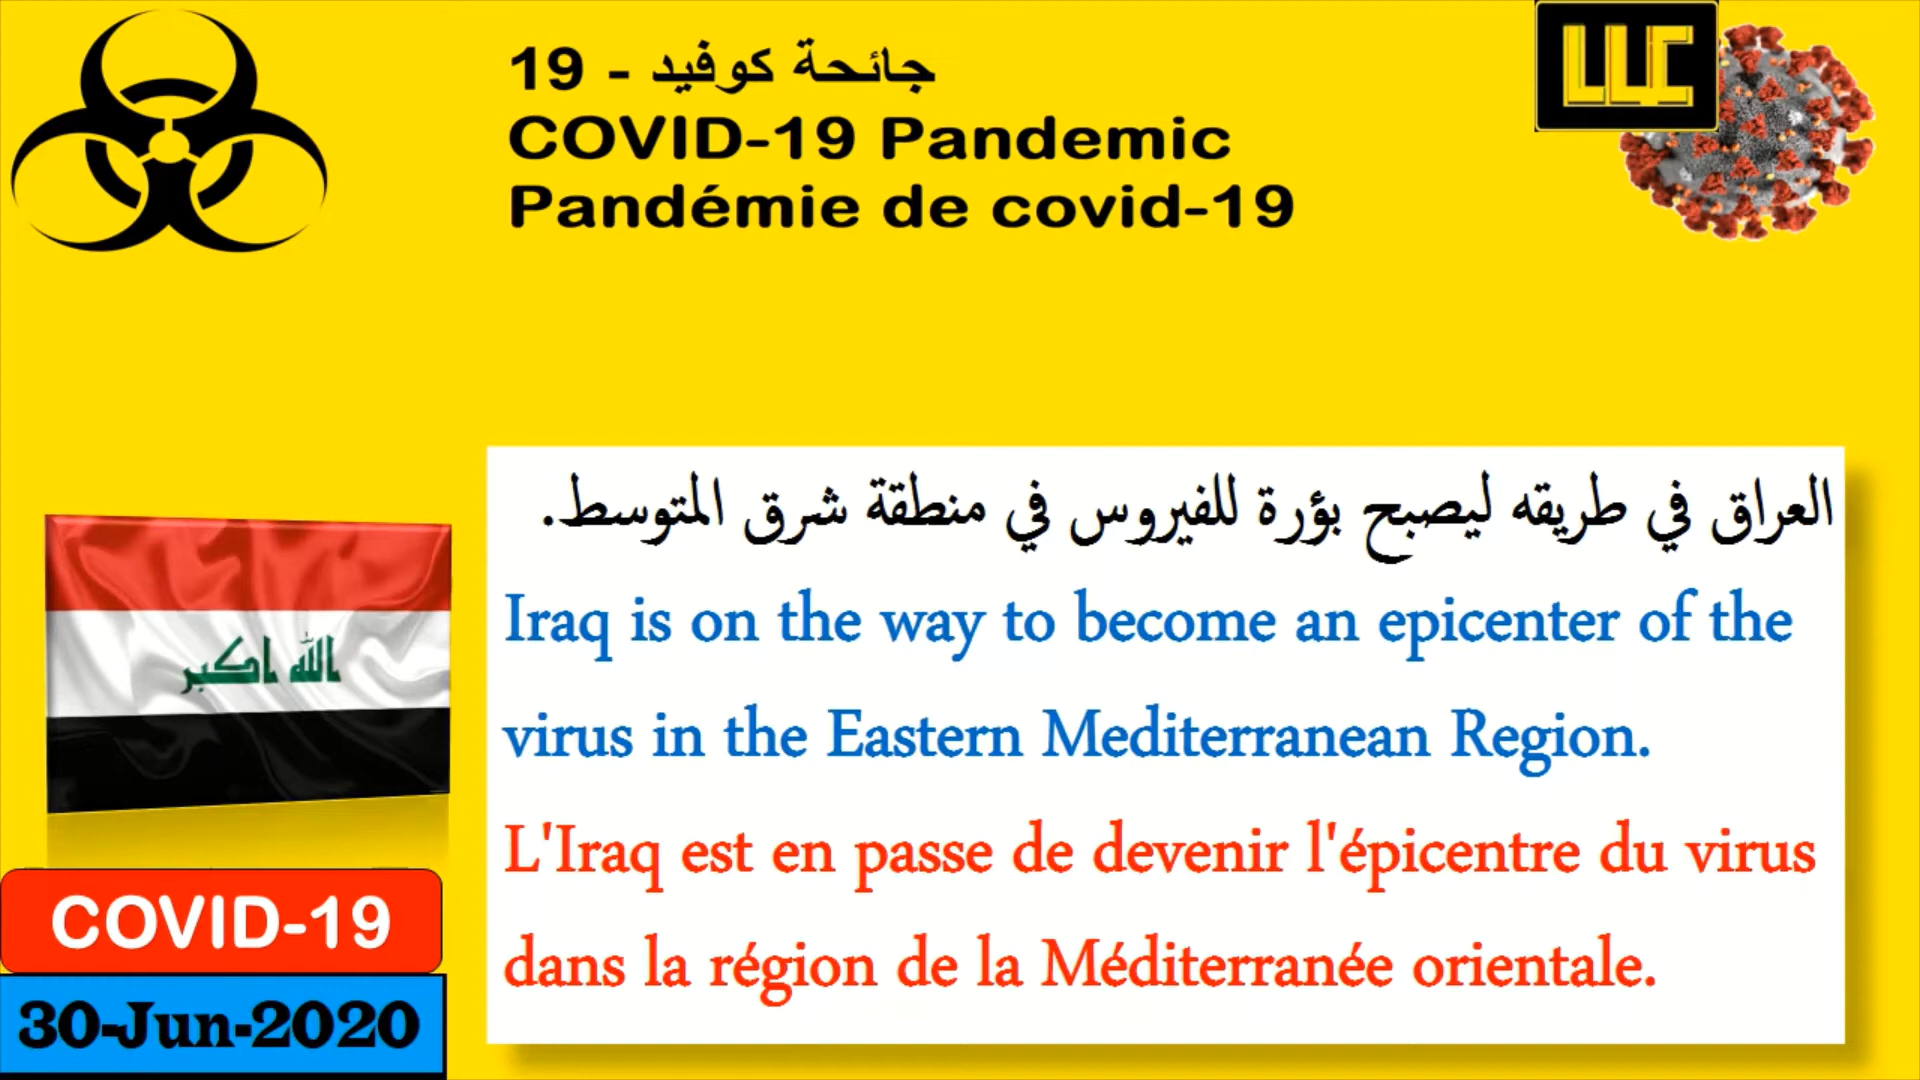 جائحة كوفيد - 19
COVID-19 Pandemic
Pandémie de covid-19
LLC
العراق في طريقه ليصبح بؤرة للفيروس في منطقة شرق المتوسط.
Iraq is on the way to become an epicenter of the
virus in the Eastern Mediterranean Region.
L'Iraq est en passe de devenir l'épicentre du virus
dans la région de la Méditerranée orientale.
الله اكبر
COVID-19
30-Jun-2020